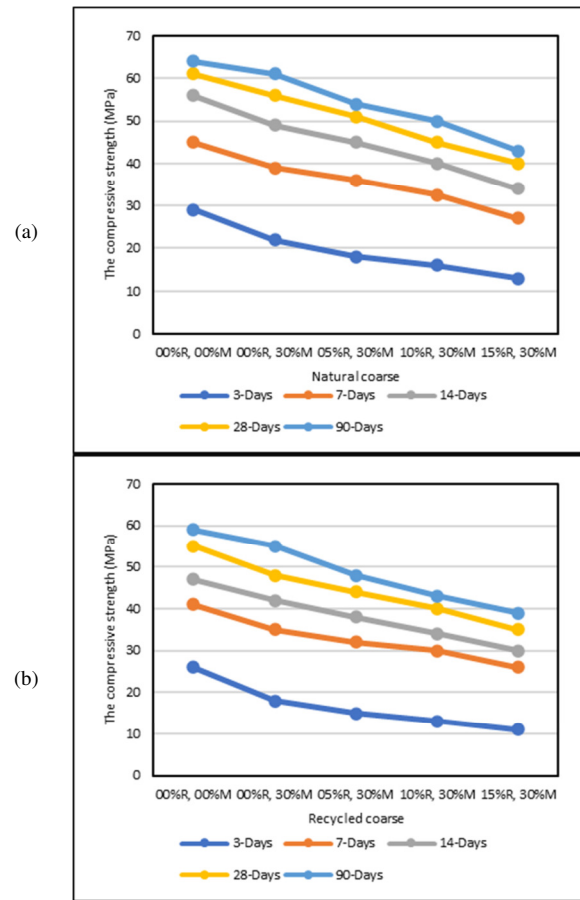 (a)
The compressive strength (MPa)
70
60
50
40
30
20
10
0
00%R, 00%M 00%R, 30%M 05%R, 30%M 10%R, 30%M 15%R, 30%M
Natural coarse
3-Days 7-Days 14-Days
28-Days 90-Days
(b)
The compressive strength (MPa)
70
60
50
40
30
20
10
0
00%R, 00%M 00%R, 30%M 05%R, 30%M 10%R, 30%M 15%R, 30%M
Recycled coarse
3-Days 7-Days 14-Days
28-Days 90-Days